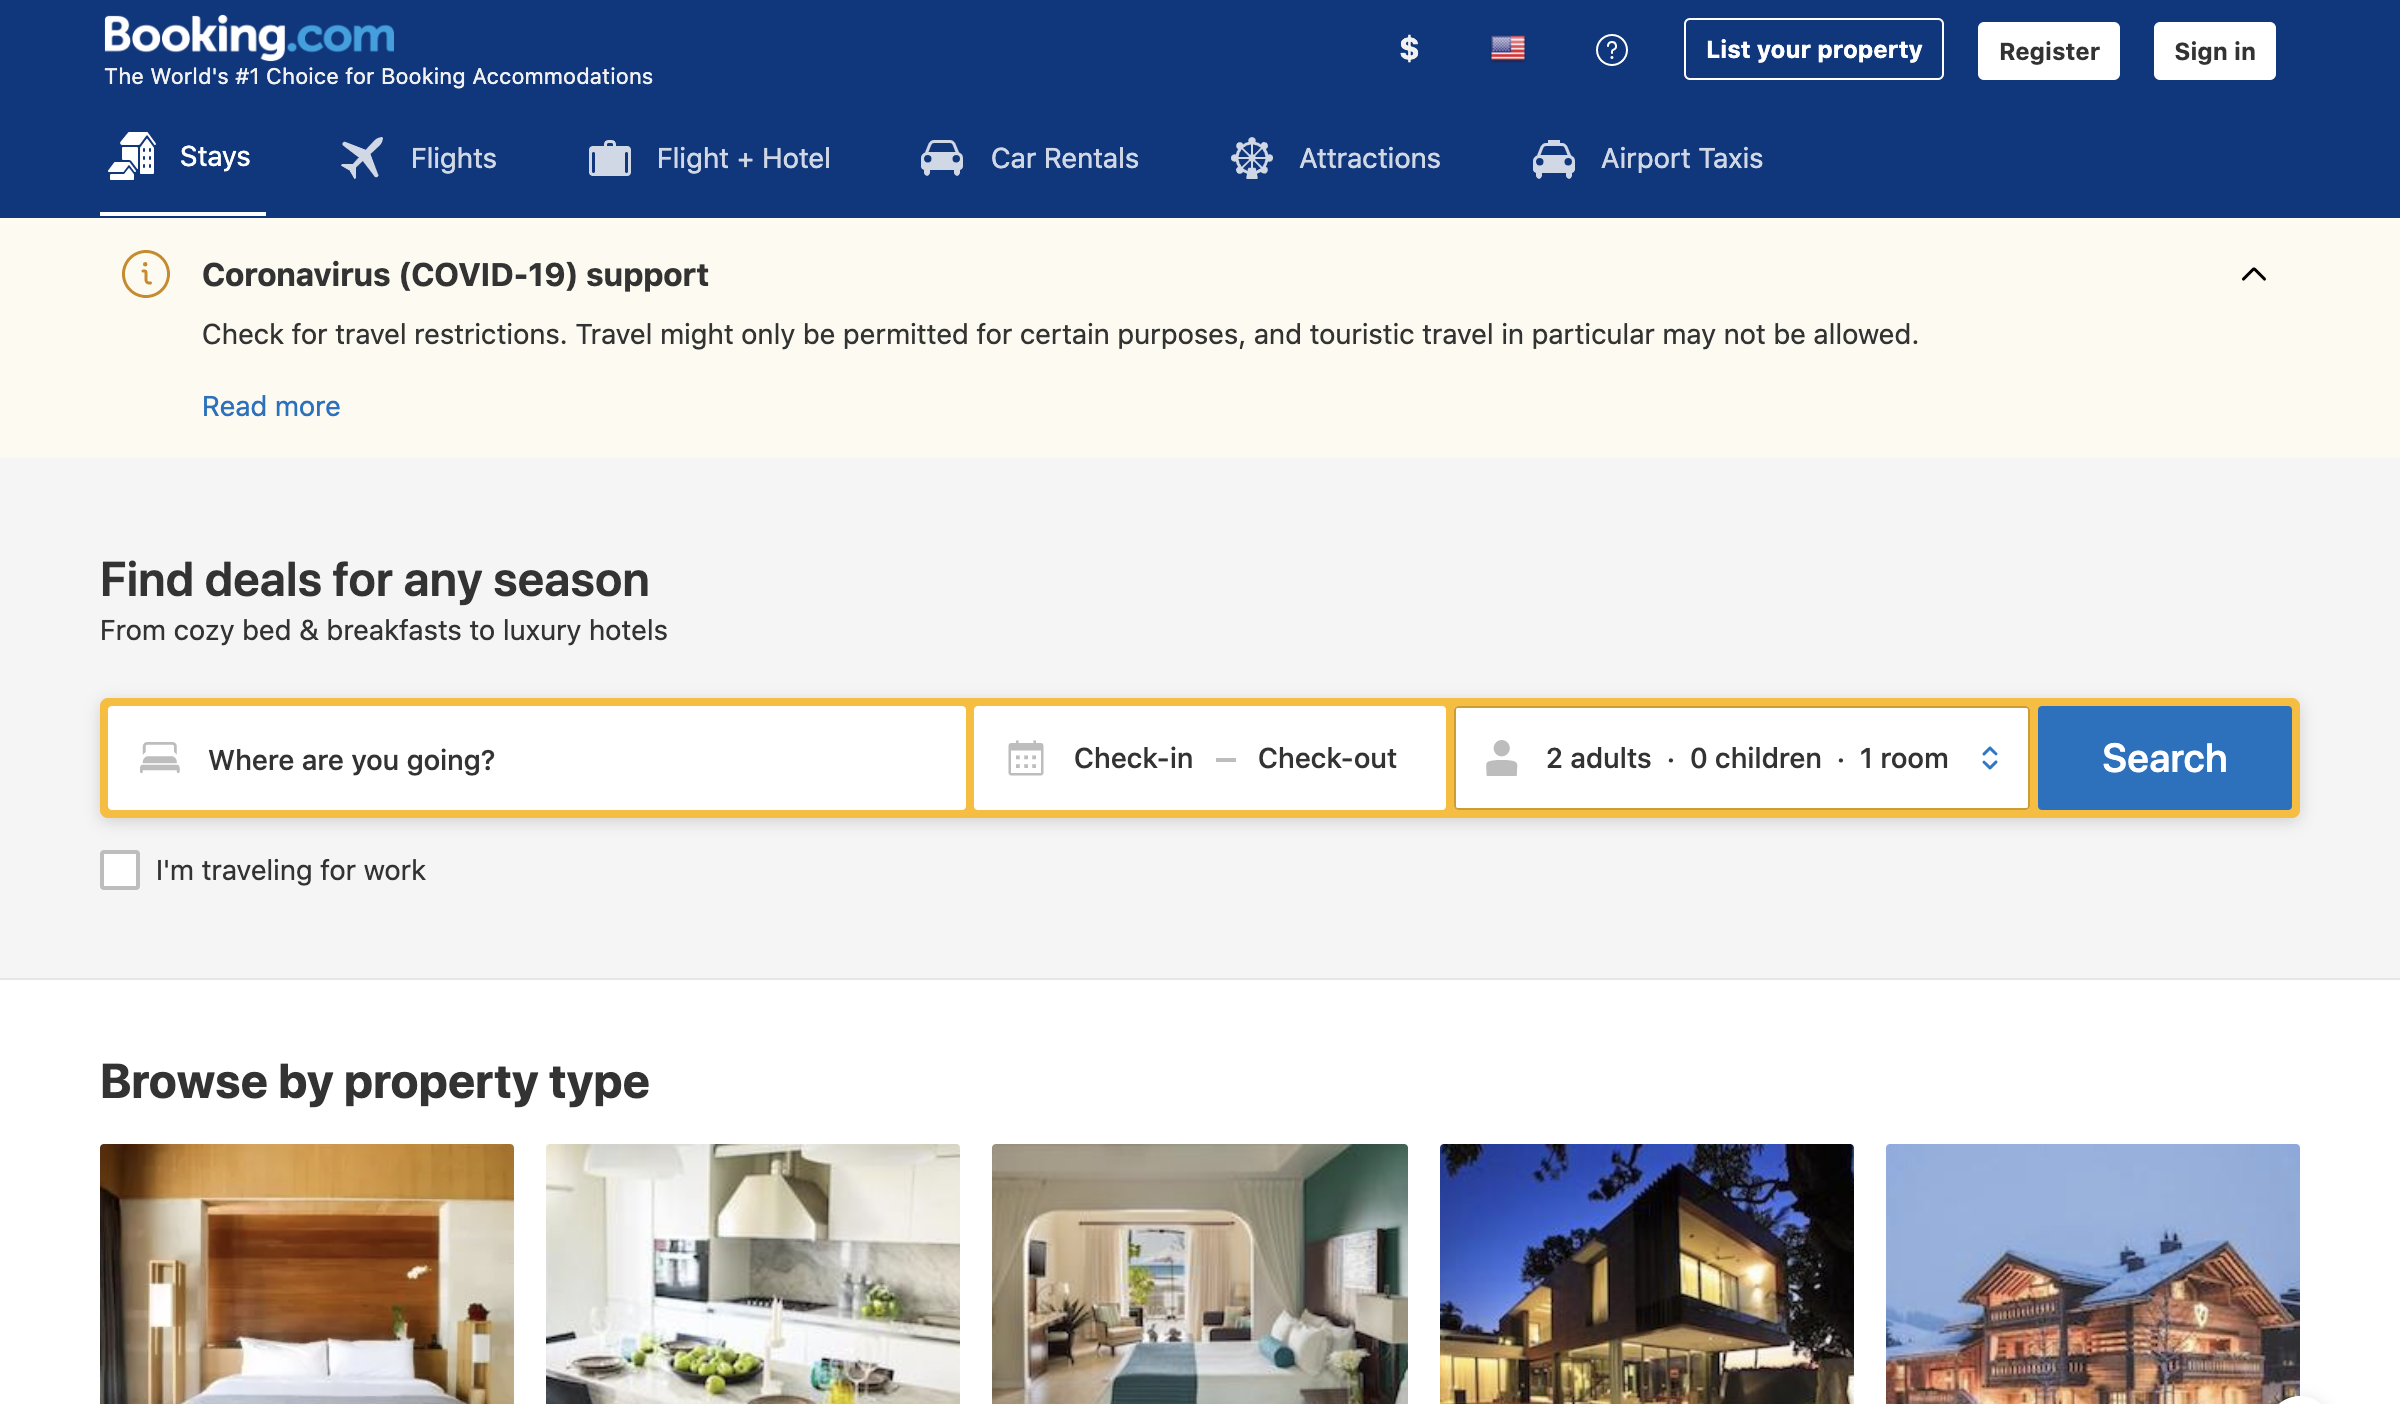 Booking.com
The World's #1 Choice for Booking Accommodations
$
List your property
Register
Sign in
Stays
Flights
Flight + Hotel
Car Rentals
Attractions
Airport Taxis
Coronavirus (COVID-19) support
Check for travel restrictions. Travel might only be permitted for certain purposes, and touristic travel in particular may not be allowed.
Read more
Find deals for any season
From cozy bed & breakfasts to luxury hotels
Where are you going?
Check-in — Check-out
2 adults · 0 children · 1 room
Search
I'm traveling for work
Browse by property type